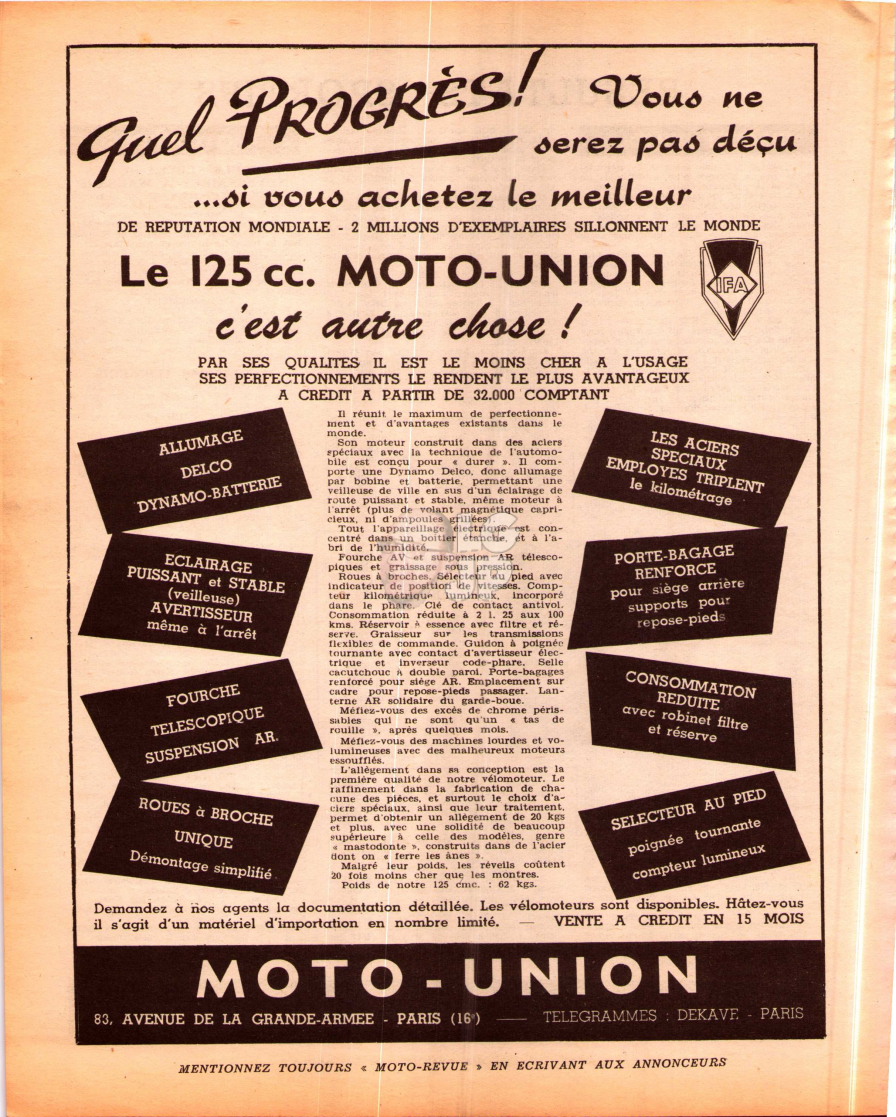 Quel PROGRÈS! Vous ne
serez pas déçu
...si vous achetez le meilleur
DE REPUTATION MONDIALE - 2 MILLIONS D'EXEMPLAIRES SILLONNENT LE MONDE
Le 125 cc. MOTO-UNION
IFA
c'est autre chose !
PAR SES QUALITES IL EST LE MOINS CHER A L'USAGE
SES PERFECTIONNEMENTS LE RENDENT LE PLUS AVANTAGEUX
A CREDIT A PARTIR DE 32.000 COMPTANT
ALLUMAGE
DELCO
DYNAMO-BATTERIE
ECLAIRAGE
PUISSANT et STABLE
(veilleuse)
AVERTISSEUR
même à l'arrêt
FOURCHE
TELESCOPIQUE
SUSPENSION AR.
ROUES à BROCHE
UNIQUE
Démontage simplifié
Il réunit le maximum de perfectionne-
ment et d'avantages existants dans le
monde.
Son moteur construit dans des aciers
spéciaux avec la technique de l'automo-
bile est conçu pour « durer ». Il com-
porte une Dynamo Delco, donc allumage
par bobine et batterie, permettant une
veilleuse de ville en sus d'un éclairage de
route puissant et stable, même moteur à
l'arrêt (plus de volant magnétique capri-
cieux, ni d'ampoules grillées)
Tout l'appareillage électrique est con-
centré dans un boitier étanche, et à l'a-
bri de l'humidité.
Fourche AV et suspension AR télesco-
piques et graissage sous pression.
Roues à broches. Sélecteur au pied avec
indicateur de position de vitesses. Comp-
teur kilométrique lumineux, incorporé
dans le phare. Clé de contact antivol.
Consommation réduite à 2 l. 25 aux 100
kms. Réservoir à essence avec filtre et ré-
serve. Graisseur sur les transmissions
flexibles de commande. Guidon à poignée
tournante avec contact d'avertisseur élec-
trique et inverseur code-phare. Selle
caoutchouc à double paroi. Porte-bagages
renforcé pour siége AR. Emplacement sur
cadre pour repose-pieds passager. Lan-
terne AR solidaire du garde-boue.
Méfiez-vous des excés de chrome péris-
sables qui ne sont qu'un « tas de
rouille », après quelques mois.
Méfiez-vous des machines lourdes et vo-
lumineuses avec des malheureux moteurs
essoufflés.
L'allégement dans sa conception est la
première qualité de notre vélomoteur. Le
raffinement dans la fabrication de cha-
cune des piéces, et surtout le choix d'a-
ciers spéciaux, ainsi que leur traitement,
permet d'obtenir un allégement de 20 kgs
et plus, avec une solidité de beaucoup
supérieure à celle des modéles, genre
« mastodonte », construits dans de l'acier
dont on « ferre les ânes ».
Malgré leur poids, les réveils coûtent
20 fois moins cher que les montres.
Poids de notre 125 cmc. : 62 kgs.
LES ACIERS
SPECIAUX
EMPLOYES TRIPLENT
le kilométrage
PORTE-BAGAGE
RENFORCE
pour siège arrière
supports pour
repose-pieds
CONSOMMATION
REDUITE
avec robinet filtre
et réserve
SELECTEUR AU PIED
poignée tournante
compteur lumineux
Demandez à nos agents la documentation détaillée. Les vélomoteurs sont disponibles. Hâtez-vous
il s'agit d'un matériel d'importation en nombre limité. — VENTE A CREDIT EN 15 MOIS
MOTO-UNION
83, AVENUE DE LA GRANDE-ARMEE - PARIS (16e) — TELEGRAMMES : DEKAVE - PARIS
MENTIONNEZ TOUJOURS « MOTO-REVUE » EN ECRIVANT AUX ANNONCEURS